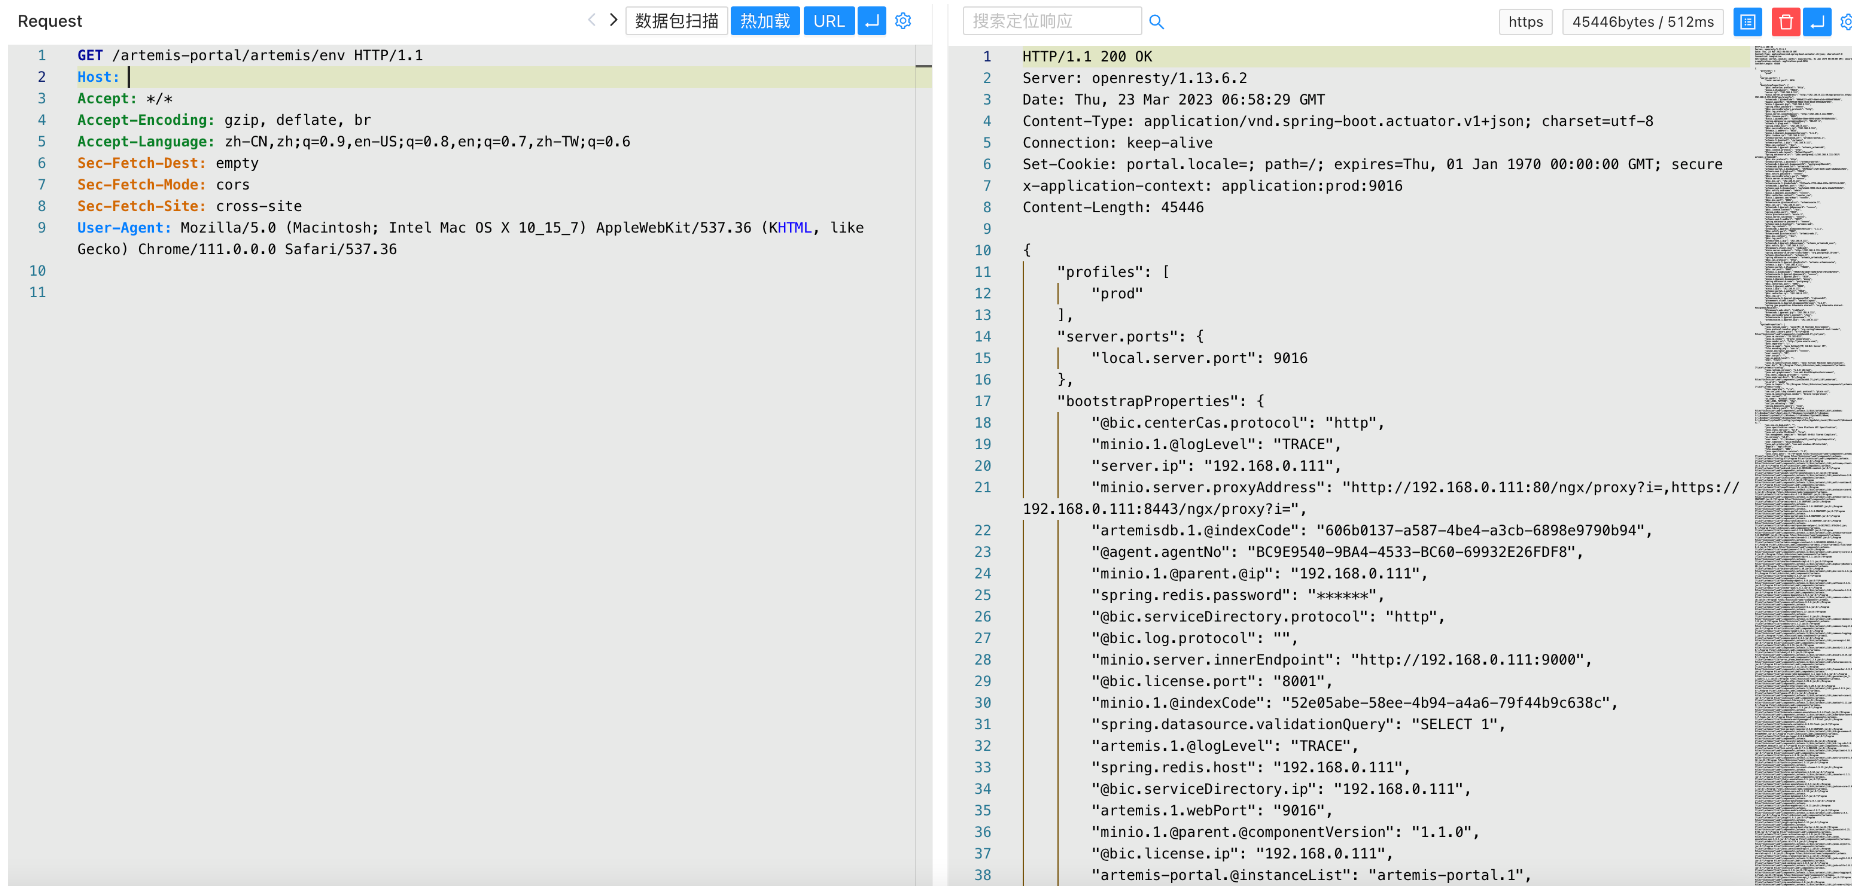 Request
数据包扫描
热加载
URL
搜索定位响应
https
45446bytes / 512ms
1 GET /artemis-portal/artemis/env HTTP/1.1
2 Host:
3 Accept: */*
4 Accept-Encoding: gzip, deflate, br
5 Accept-Language: zh-CN,zh;q=0.9,en-US;q=0.8,en;q=0.7,zh-TW;q=0.6
6 Sec-Fetch-Dest: empty
7 Sec-Fetch-Mode: cors
8 Sec-Fetch-Site: cross-site
9 User-Agent: Mozilla/5.0 (Macintosh; Intel Mac OS X 10_15_7) AppleWebKit/537.36 (KHTML, like
Gecko) Chrome/111.0.0.0 Safari/537.36
10
11
1 HTTP/1.1 200 OK
2 Server: openresty/1.13.6.2
3 Date: Thu, 23 Mar 2023 06:58:29 GMT
4 Content-Type: application/vnd.spring-boot.actuator.v1+json; charset=utf-8
5 Connection: keep-alive
6 Set-Cookie: portal.locale=; path=/; expires=Thu, 01 Jan 1970 00:00:00 GMT; secure
7 x-application-context: application:prod:9016
8 Content-Length: 45446
9
10 {
11 "profiles": [
12 "prod"
13 ],
14 "server.ports": {
15 "local.server.port": 9016
16 },
17 "bootstrapProperties": {
18 "@bic.centerCas.protocol": "http",
19 "minio.1.@logLevel": "TRACE",
20 "server.ip": "192.168.0.111",
21 "minio.server.proxyAddress": "http://192.168.0.111:80/ngx/proxy?i=,https://
192.168.0.111:8443/ngx/proxy?i=",
22 "artemisdb.1.@indexCode": "606b0137-a587-4be4-a3cb-6898e9790b94",
23 "@agent.agentNo": "BC9E9540-9BA4-4533-BC60-69932E26FDF8",
24 "minio.1.@parent.@ip": "192.168.0.111",
25 "spring.redis.password": "******",
26 "@bic.serviceDirectory.protocol": "http",
27 "@bic.log.protocol": "",
28 "minio.server.innerEndpoint": "http://192.168.0.111:9000",
29 "@bic.license.port": "8001",
30 "minio.1.@indexCode": "52e05abe-58ee-4b94-a4a6-79f44b9c638c",
31 "spring.datasource.validationQuery": "SELECT 1",
32 "artemis.1.@logLevel": "TRACE",
33 "spring.redis.host": "192.168.0.111",
34 "@bic.serviceDirectory.ip": "192.168.0.111",
35 "artemis.1.webPort": "9016",
36 "minio.1.@parent.@componentVersion": "1.1.0",
37 "@bic.license.ip": "192.168.0.111",
38 "artemis-portal.@instanceList": "artemis-portal.1",